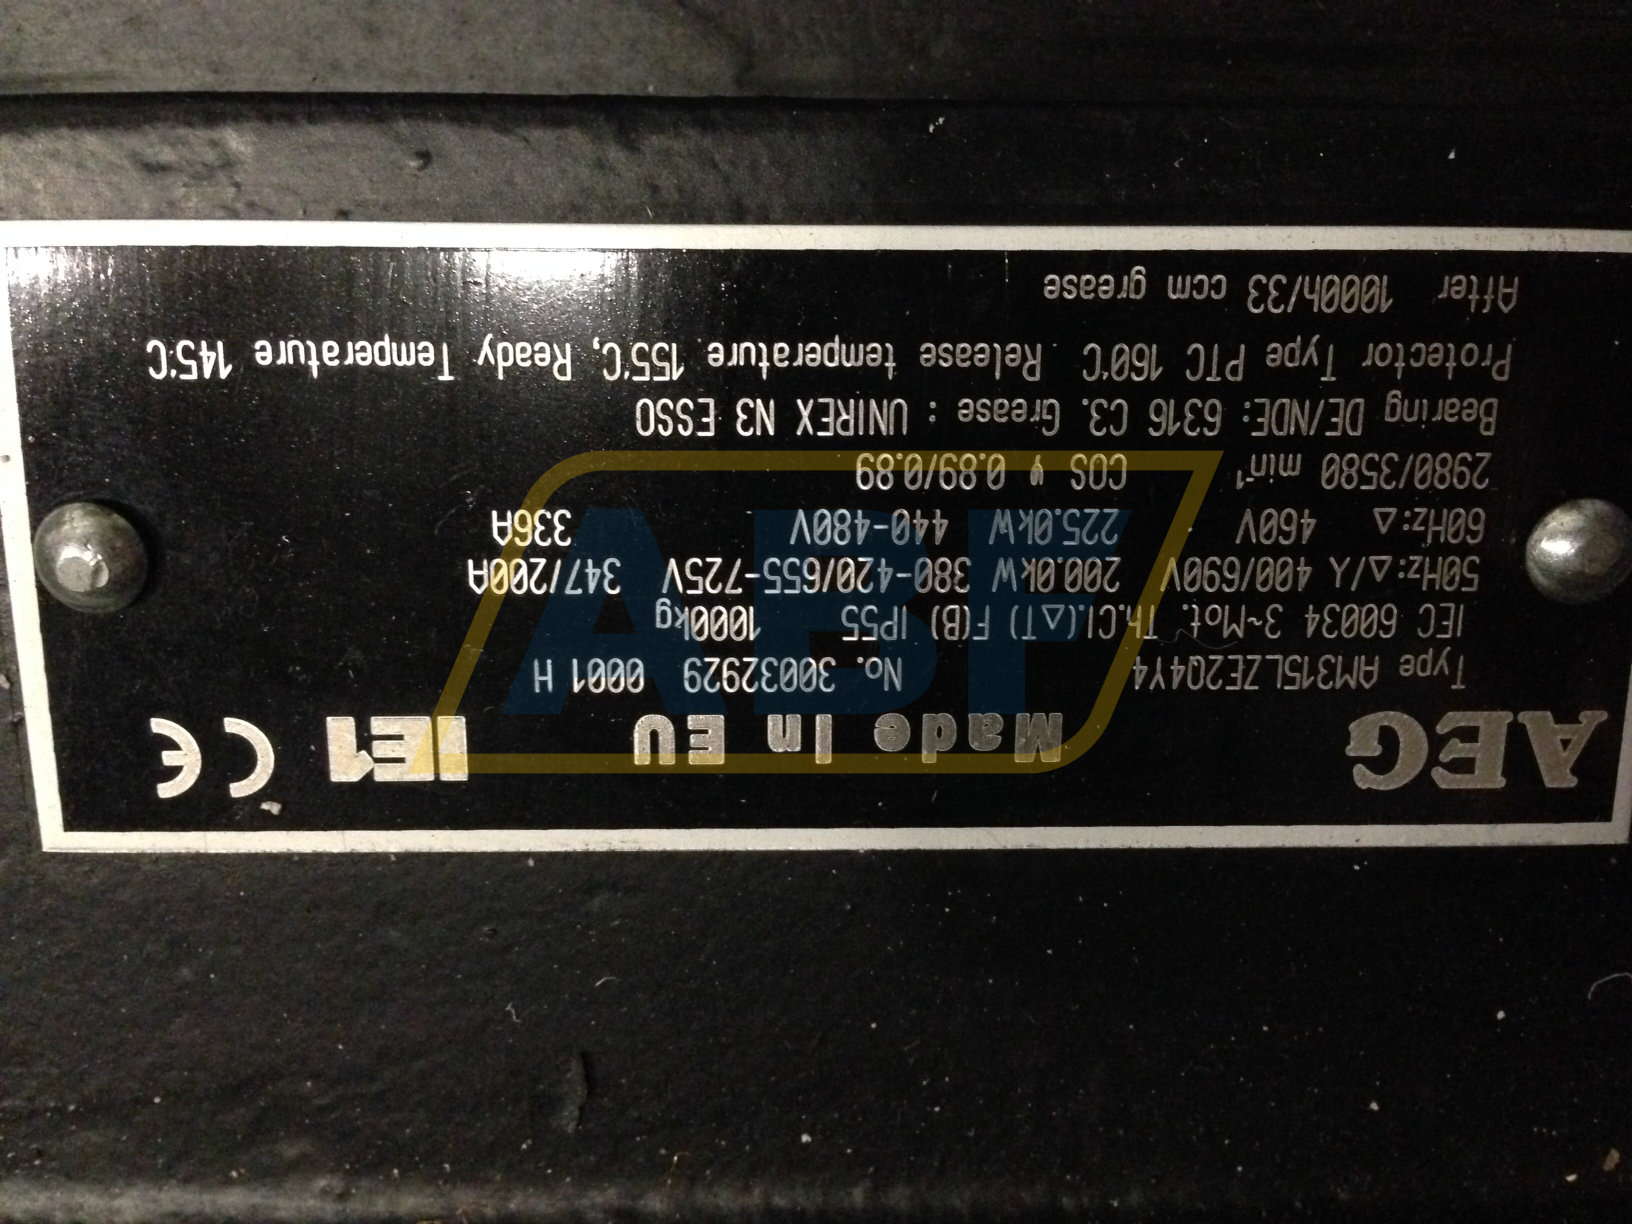 AEG Made In EU IE1 CE
Type AM315LZE2Q4Y4 No. 30032929 0001 H
IEC 60034 3~Mot. Th.Cl.(ΔT) F(B) IP55 1000kg
50Hz:Δ/Y 400/690V 200.0kW 380-420/655-725V 347/200A
60Hz:Δ 460V 225.0kW 440-480V 336A
2980/3580 min⁻¹ COS φ 0.89/0.89
Bearing DE/NDE: 6316 C3. Grease : UNIREX N3 ESSO
Protector Type PTC 160°C Release temperature 155°C, Ready Temperature 145°C
After 1000h/33 ccm grease
ABF